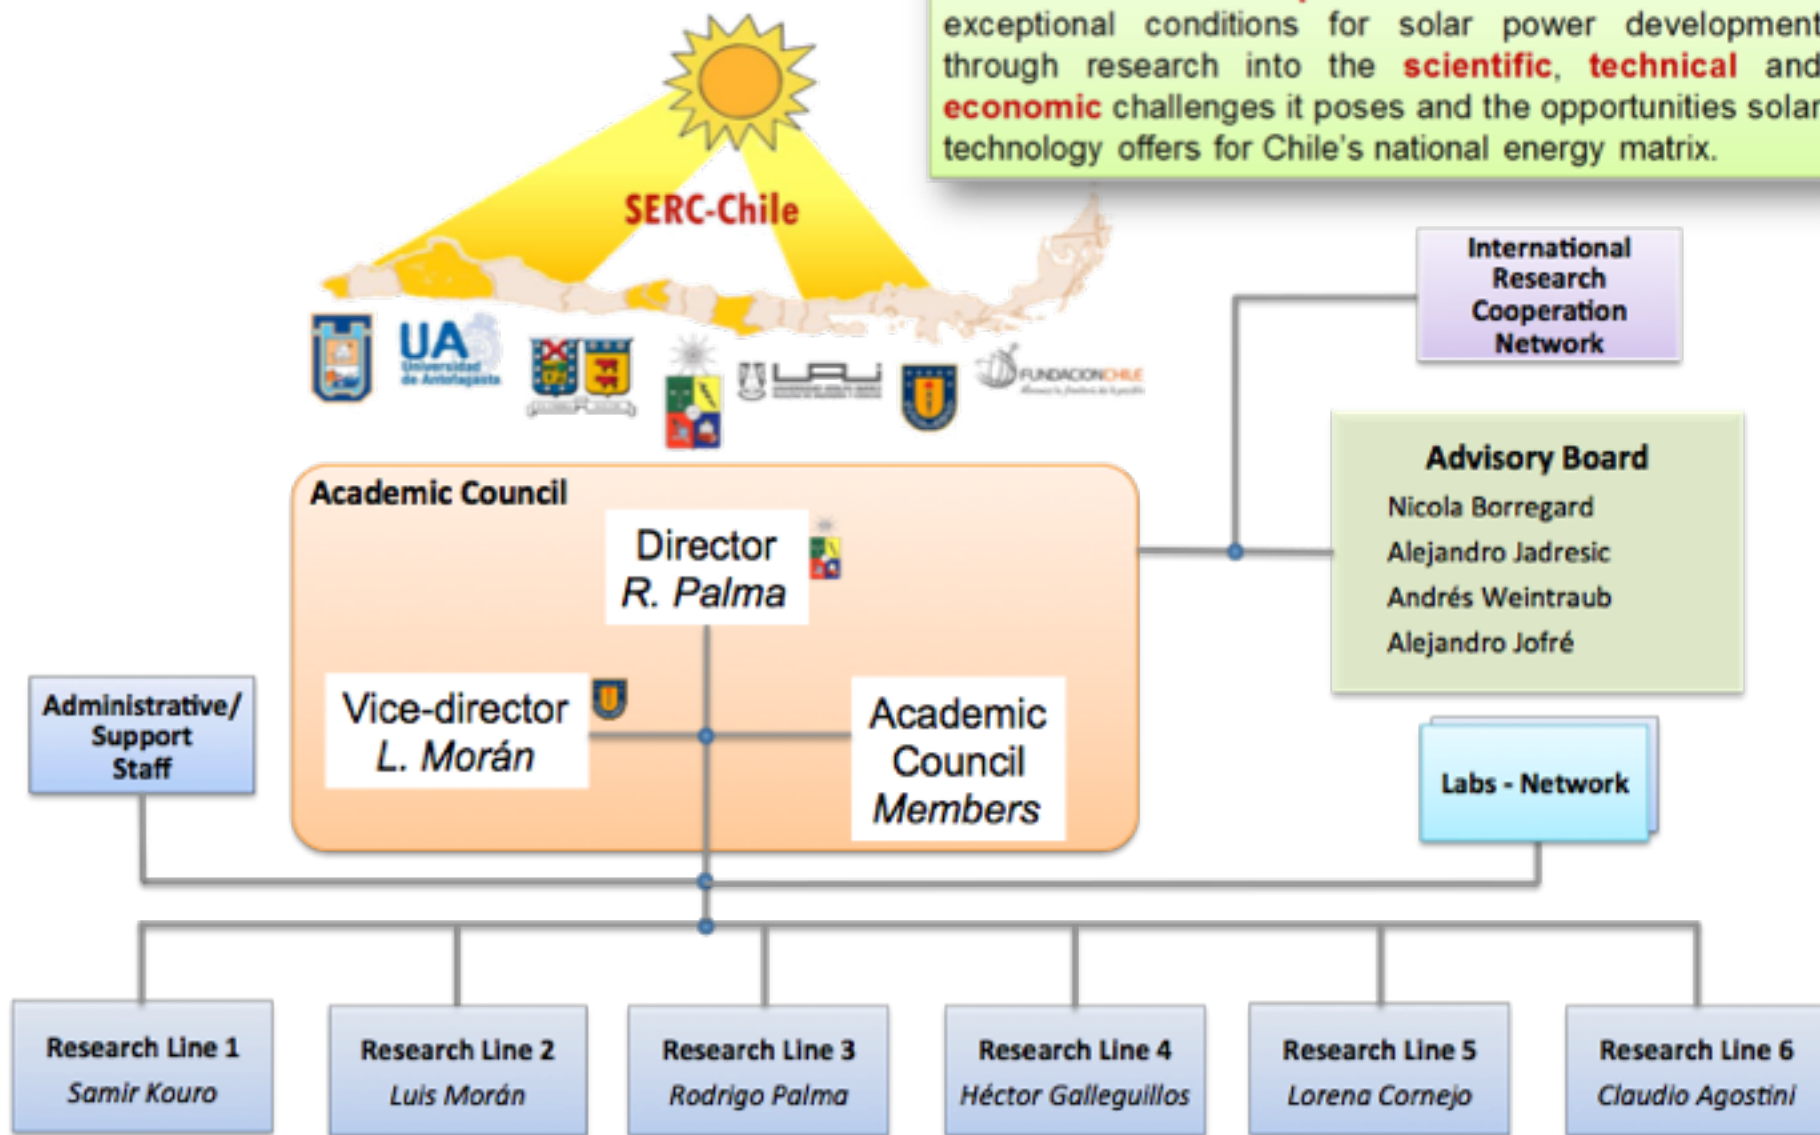 exceptional conditions for solar power development
through research into the scientific, technical and
economic challenges it poses and the opportunities solar
technology offers for Chile's national energy matrix.
SERC-Chile
UA
Universidad
de Antofagasta
FUNDACIONCHILE
International
Research
Cooperation
Network
Academic Council
Director
R. Palma
Advisory Board
Nicola Borregard
Alejandro Jadresic
Andrés Weintraub
Alejandro Jofré
Administrative/
Support
Staff
Vice-director
L. Morán
Academic
Council
Members
Labs - Network
Research Line 1
Samir Kouro
Research Line 2
Luis Morán
Research Line 3
Rodrigo Palma
Research Line 4
Héctor Galleguillos
Research Line 5
Lorena Cornejo
Research Line 6
Claudio Agostini